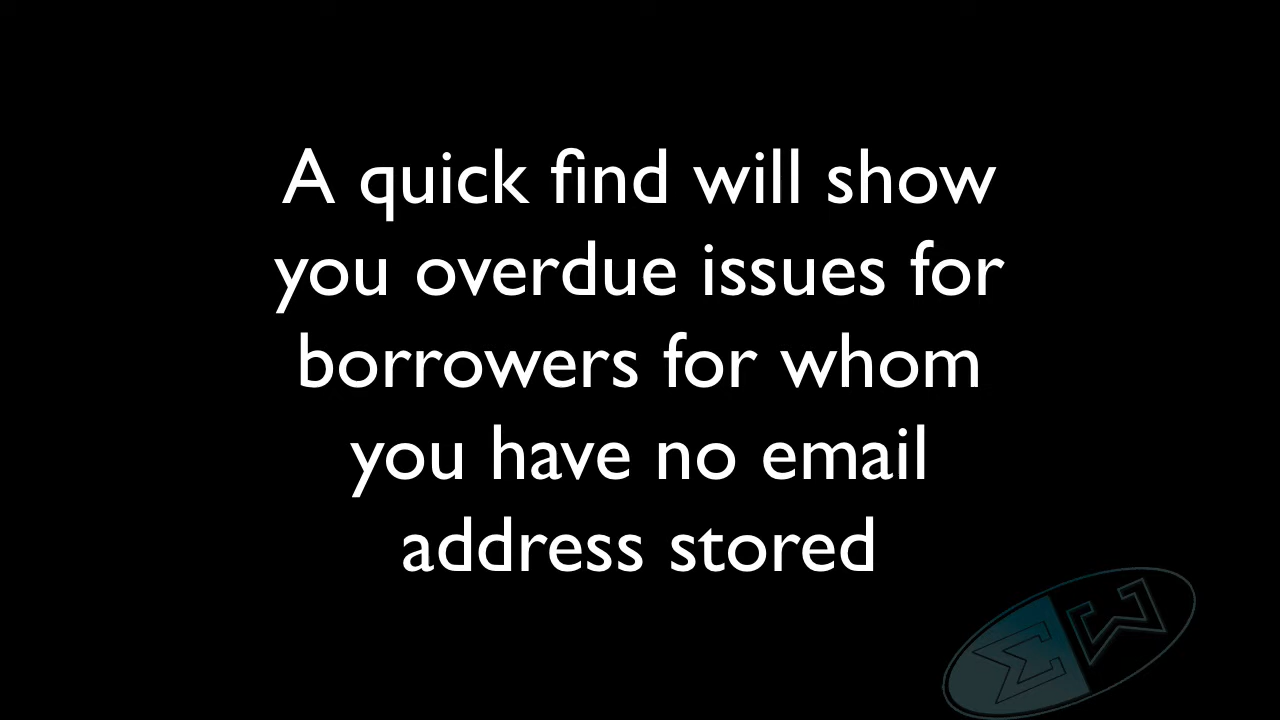 A quick find will show
you overdue issues for
borrowers for whom
you have no email
address stored